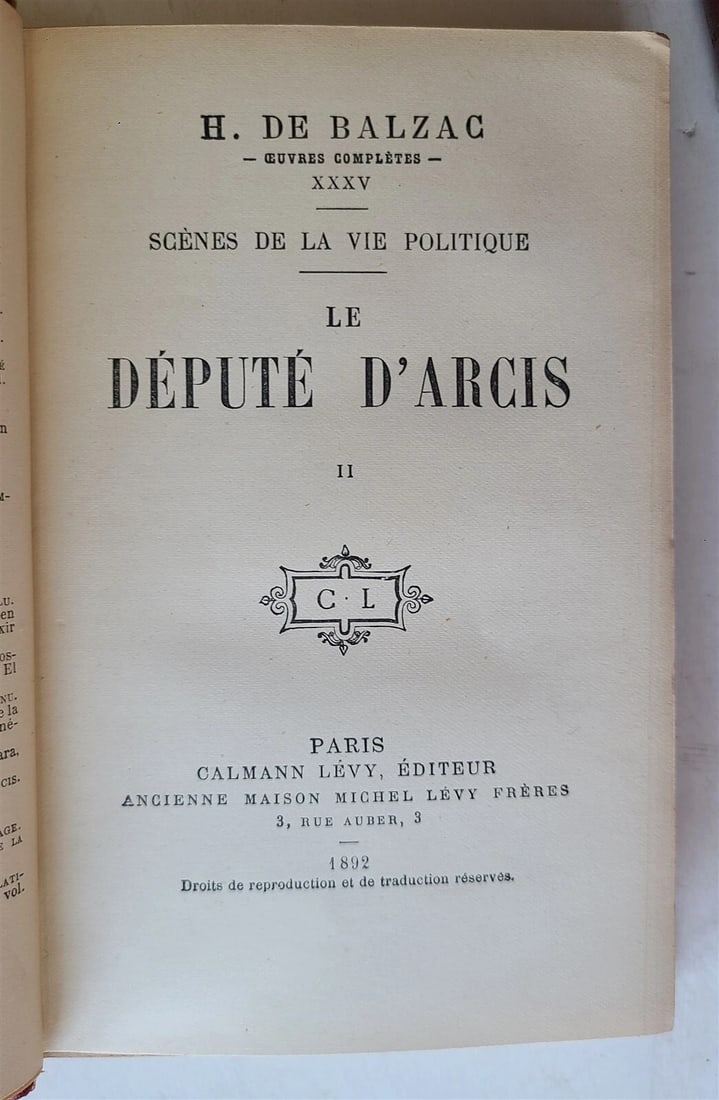 H. DE BALZAC
— ŒUVRES COMPLÈTES —
XXXV
SCÈNES DE LA VIE POLITIQUE
LE
DÉPUTÉ D'ARCIS
II
C · L
PARIS
CALMANN LÉVY, ÉDITEUR
ANCIENNE MAISON MICHEL LÉVY FRÈRES
3, RUE AUBER, 3
1892
Droits de reproduction et de traduction réservés.